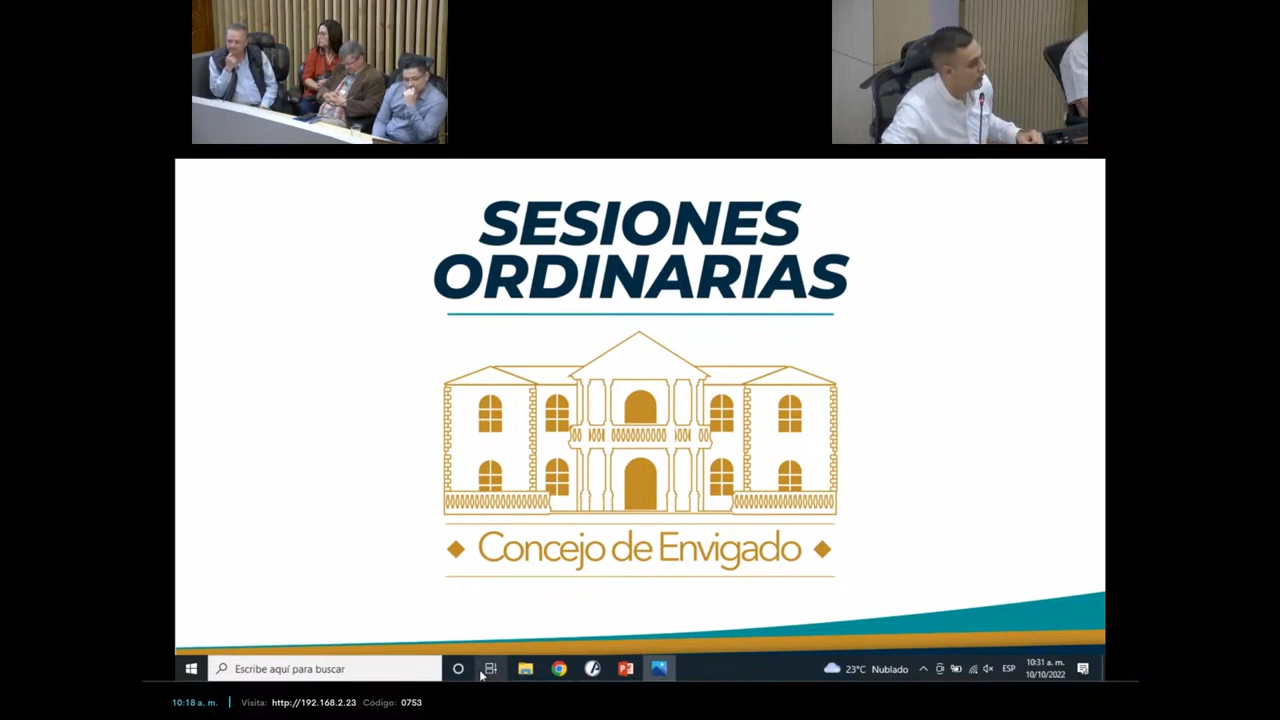 SESIONES
ORDINARIAS
Concejo de Envigado
Escribe aquí para buscar
23°C Nublado
ESP
10:31 a. m.
10/10/2022
10:18 a. m. | Visita: http://192.168.2.23 Código: 0753